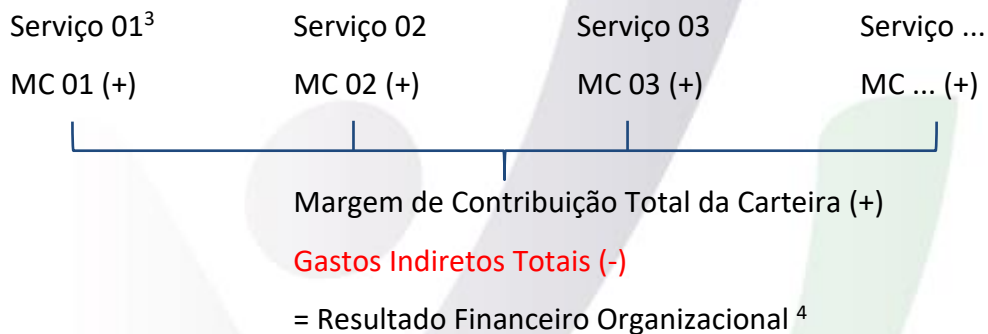 Serviço 01³ Serviço 02 Serviço 03 Serviço ...
MC 01 (+) MC 02 (+) MC 03 (+) MC ... (+)
Margem de Contribuição Total da Carteira (+)
Gastos Indiretos Totais (-)
= Resultado Financeiro Organizacional ⁴